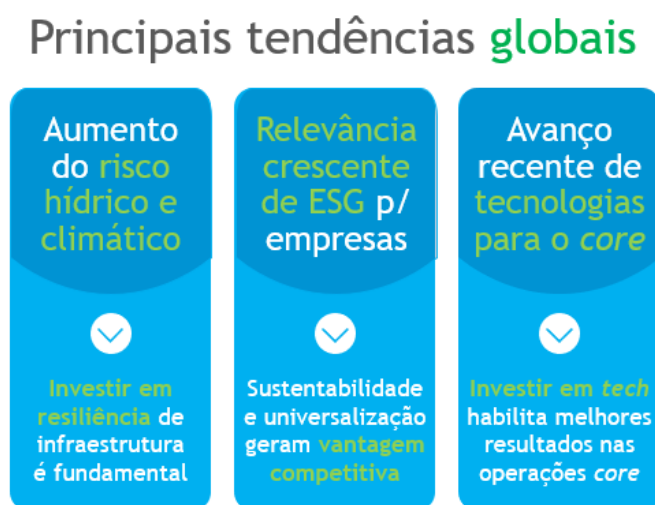 Principais tendências globais
Aumento
do risco
hídrico e
climático
Investir em
resiliência de
infraestrutura
é fundamental
Relevância
crescente
de ESG p/
empresas
Sustentabilidade
e universalização
geram vantagem
competitiva
Avanço
recente de
tecnologias
para o core
Investir em tech
habilita melhores
resultados nas
operações core